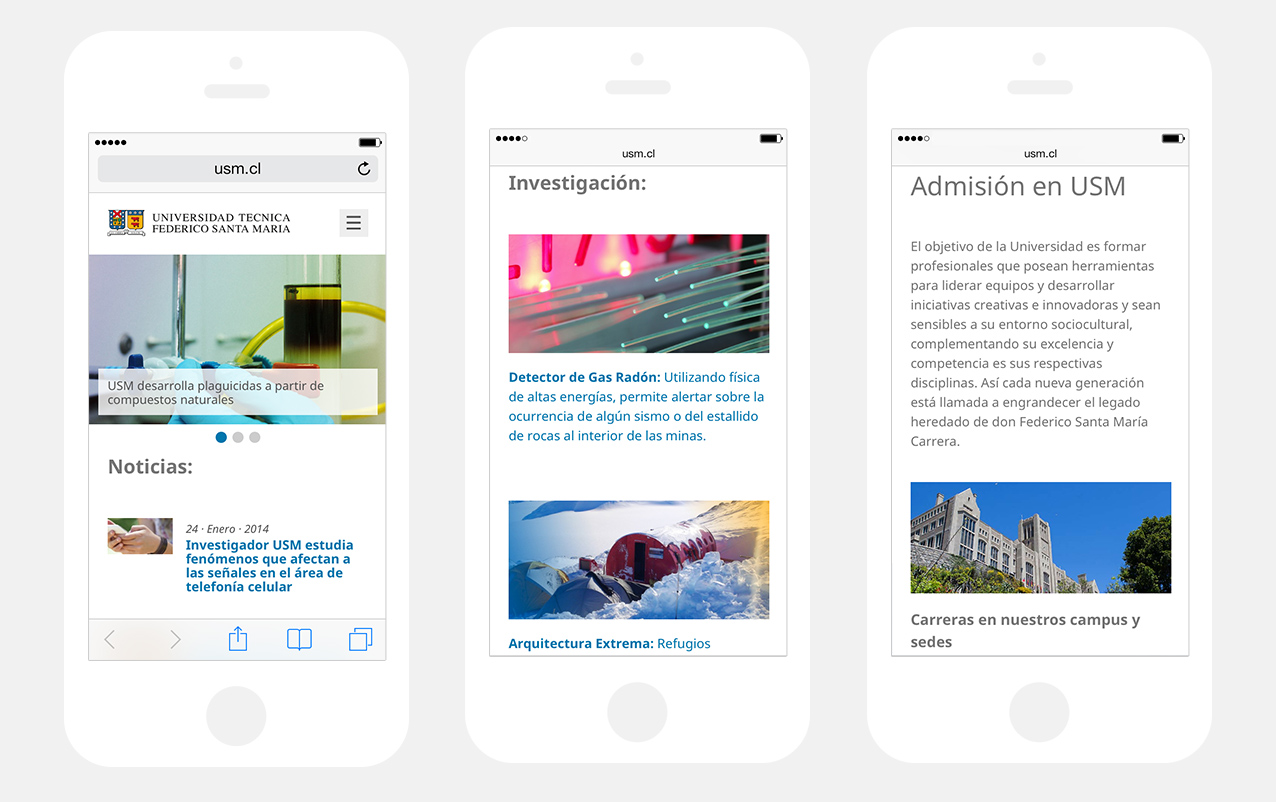 usm.cl
UNIVERSIDAD TECNICA
FEDERICO SANTA MARIA
USM desarrolla plaguicidas a partir de
compuestos naturales
Noticias:
24 · Enero · 2014
Investigador USM estudia
fenómenos que afectan a
las señales en el área de
telefonía celular
usm.cl
Investigación:
Detector de Gas Radón: Utilizando física
de altas energías, permite alertar sobre la
ocurrencia de algún sismo o del estallido
de rocas al interior de las minas.
Arquitectura Extrema: Refugios
usm.cl
Admisión en USM
El objetivo de la Universidad es formar
profesionales que posean herramientas
para liderar equipos y desarrollar
iniciativas creativas e innovadoras y sean
sensibles a su entorno sociocultural,
complementando su excelencia y
competencia es sus respectivas
disciplinas. Así cada nueva generación
está llamada a engrandecer el legado
heredado de don Federico Santa María
Carrera.
Carreras en nuestros campus y
sedes